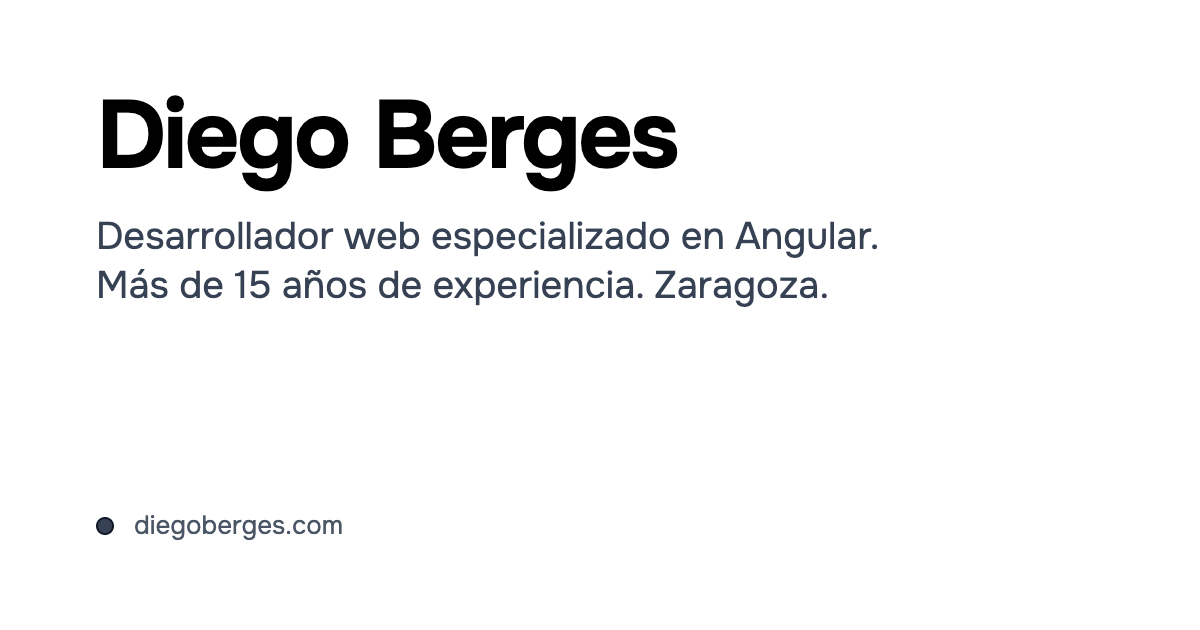 Diego Berges
Desarrollador web especializado en Angular.
Más de 15 años de experiencia. Zaragoza.
diegoberges.com